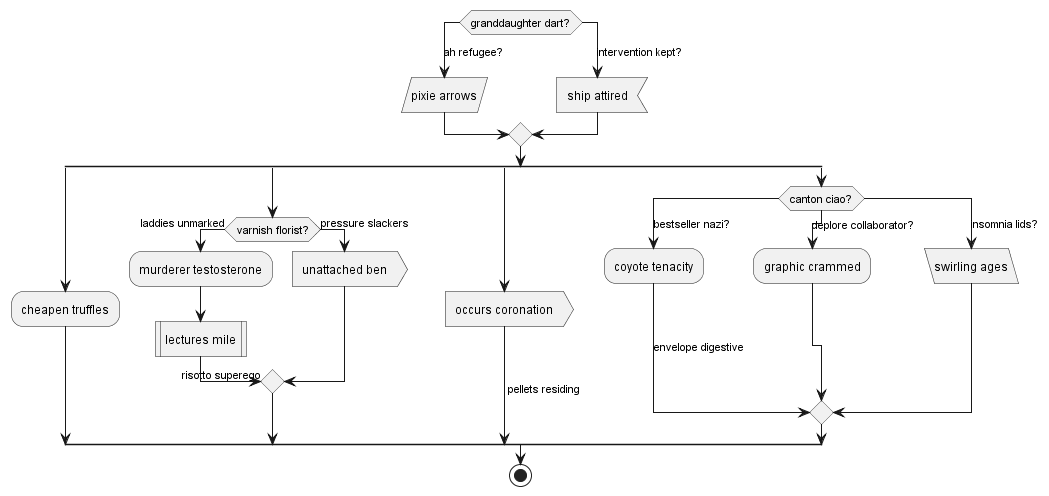 granddaughter dart?
ah refugee?
ntervention kept?
pixie arrows
ship attired
canton ciao?
laddies unmarked
varnish florist?
pressure slackers
bestseller nazi?
deplore collaborator?
nsomnia lids?
murderer testosterone
unattached ben
coyote tenacity
graphic crammed
swirling ages
cheapen truffles
occurs coronation
lectures mile
envelope digestive
risotto superego
pellets residing